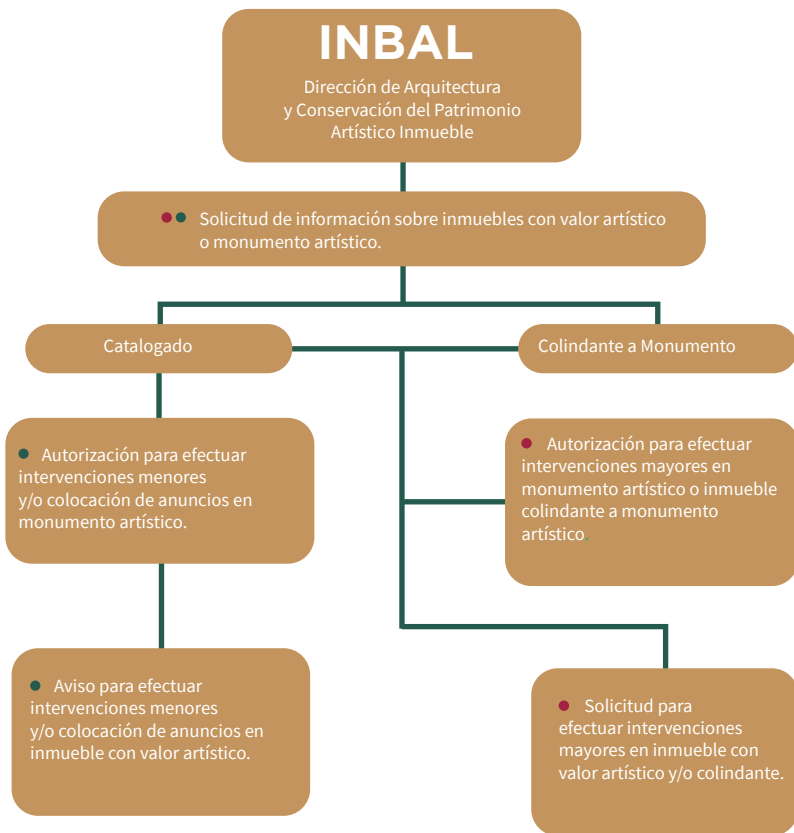 INBAL
Dirección de Arquitectura
y Conservación del Patrimonio
Artístico Inmueble
Solicitud de información sobre inmuebles con valor artístico
o monumento artístico.
Catalogado
Colindante a Monumento
Autorización para efectuar
intervenciones menores
y/o colocación de anuncios en
monumento artístico.
Autorización para efectuar
intervenciones mayores en
monumento artístico o inmueble
colindante a monumento
artístico.
Aviso para efectuar
intervenciones menores
y/o colocación de anuncios en
inmueble con valor artístico.
Solicitud para
efectuar intervenciones
mayores en inmueble con
valor artístico y/o colindante.